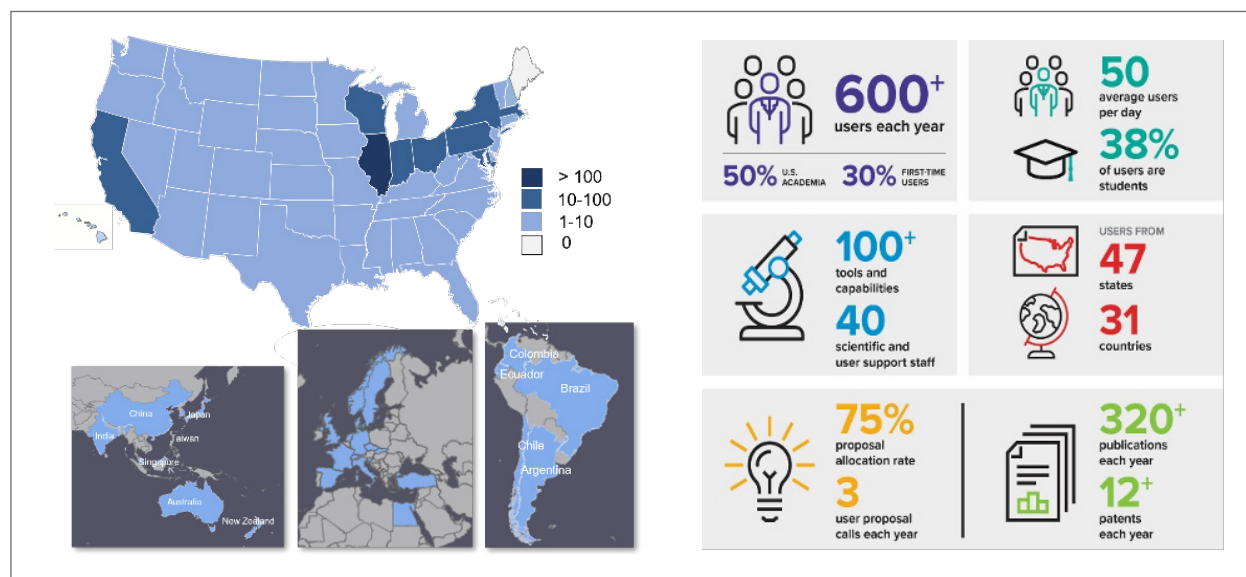 > 100
10-100
1-10
0
China
Japan
India
Taiwan
Singapore
Australia
New Zealand
Colombia
Ecuador
Brazil
Chile
Argentina
600+
users each year
50% U.S.
ACADEMIA
30% FIRST-TIME
USERS
50
average users
per day
38%
of users are
students
100+
tools and
capabilities
40
scientific and
user support staff
USERS FROM
47
states
31
countries
75%
proposal
allocation rate
3
user proposal
calls each year
320+
publications
each year
12+
patents
each year